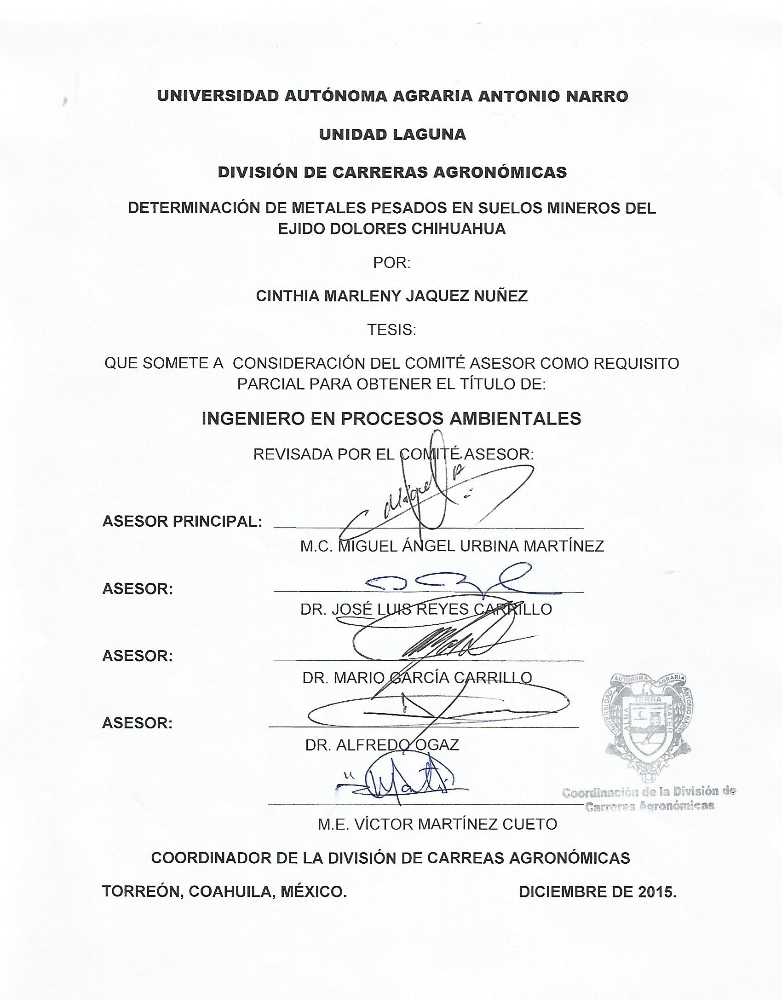 UNIVERSIDAD AUTÓNOMA AGRARIA ANTONIO NARRO
UNIDAD LAGUNA
DIVISIÓN DE CARRERAS AGRONÓMICAS
DETERMINACIÓN DE METALES PESADOS EN SUELOS MINEROS DEL
EJIDO DOLORES CHIHUAHUA
POR:
CINTHIA MARLENY JAQUEZ NUÑEZ
TESIS:
QUE SOMETE A CONSIDERACIÓN DEL COMITÉ ASESOR COMO REQUISITO
PARCIAL PARA OBTENER EL TÍTULO DE:
INGENIERO EN PROCESOS AMBIENTALES
REVISADA POR EL COMITÉ ASESOR:
Miguel A
ASESOR PRINCIPAL:
M.C. MIGUEL ÁNGEL URBINA MARTÍNEZ
ASESOR:
DR. JOSÉ LUIS REYES CARRILLO
ASESOR:
DR. MARIO GARCÍA CARRILLO
ASESOR:
DR. ALFREDO OGAZ
UNIVERSIDAD AUTONOMA AGRARIA ANTONIO NARRO
ALMA TERRA MATER
Coordinación de la División de
Carreras Agronómicas
M.E. VÍCTOR MARTÍNEZ CUETO
COORDINADOR DE LA DIVISIÓN DE CARREAS AGRONÓMICAS
TORREÓN, COAHUILA, MÉXICO. DICIEMBRE DE 2015.